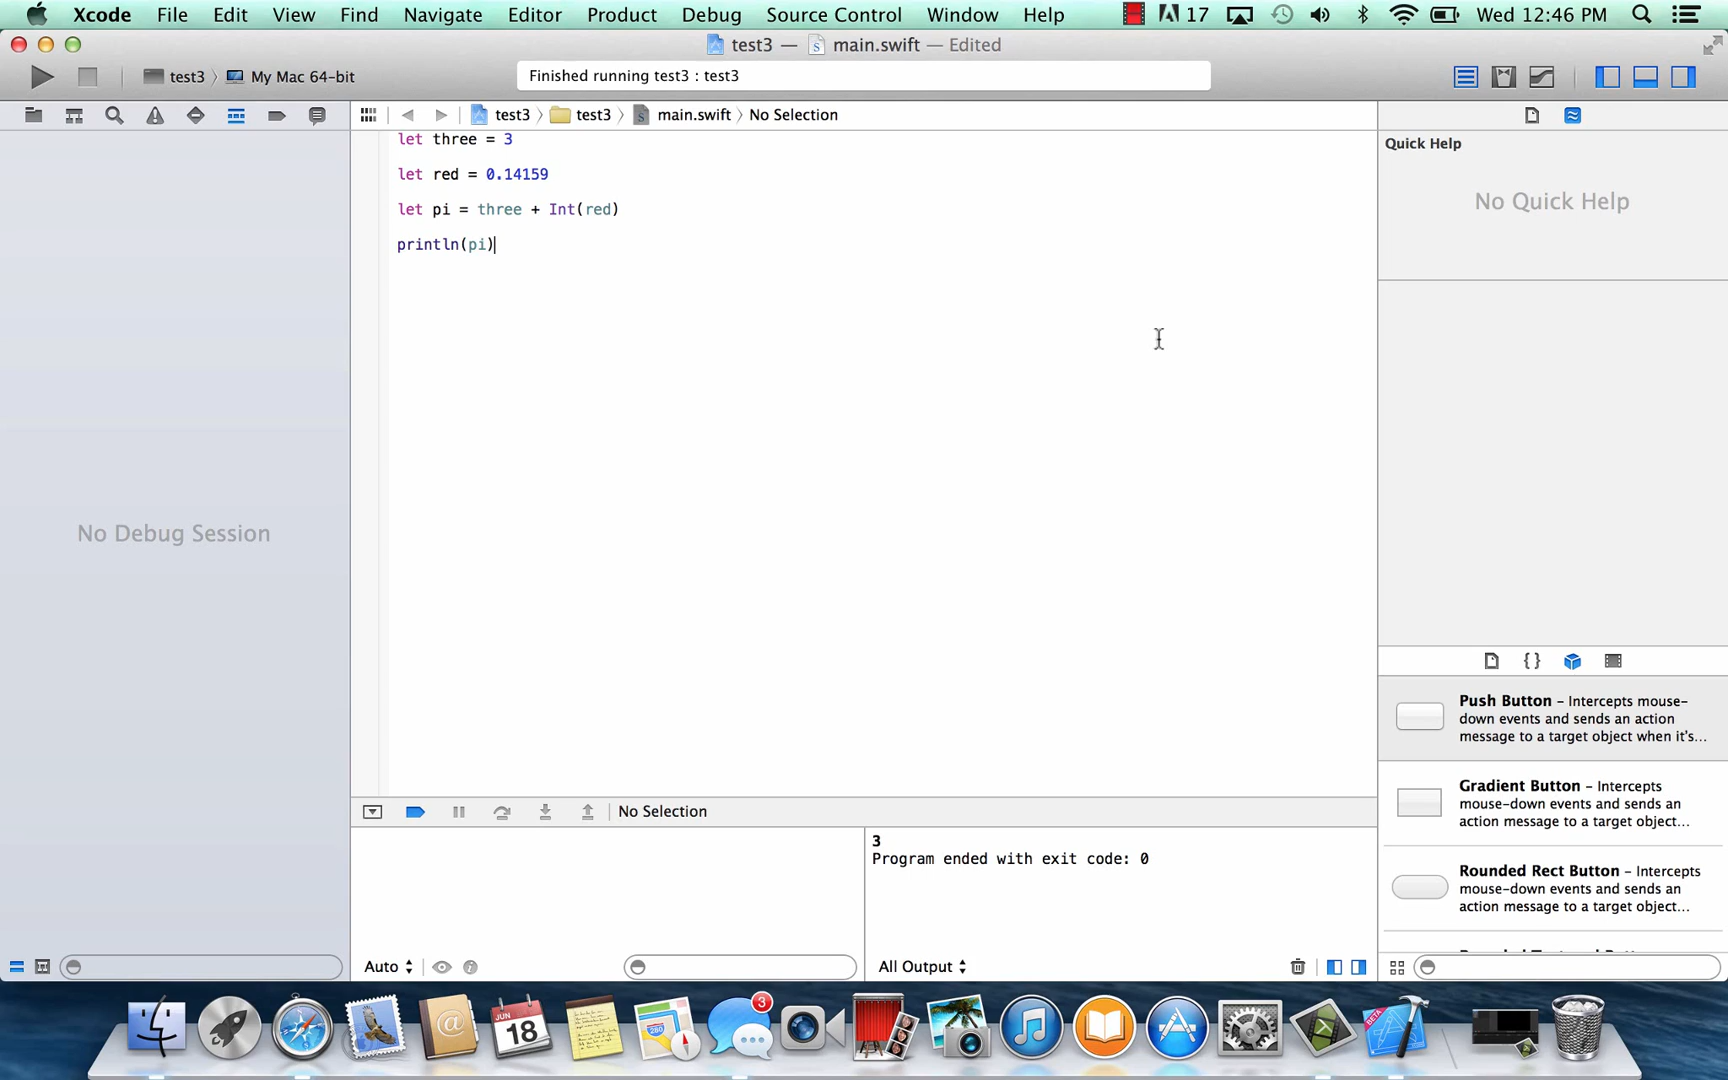 Xcode File Edit View Find Navigate Editor Product Debug Source Control Window Help 17 Wed 12:46 PM
test3 — main.swift — Edited
test3 My Mac 64-bit Finished running test3 : test3
test3 test3 main.swift No Selection
Quick Help
No Quick Help
let three = 3
let red = 0.14159
let pi = three + Int(red)
println(pi)
No Debug Session
Push Button – Intercepts mouse-
down events and sends an action
message to a target object when it's...
Gradient Button – Intercepts
mouse-down events and sends an
action message to a target object...
Rounded Rect Button – Intercepts
mouse-down events and sends an
action message to a target object...
No Selection
3
Program ended with exit code: 0
Auto All Output
3
JUN
18
280
BETA